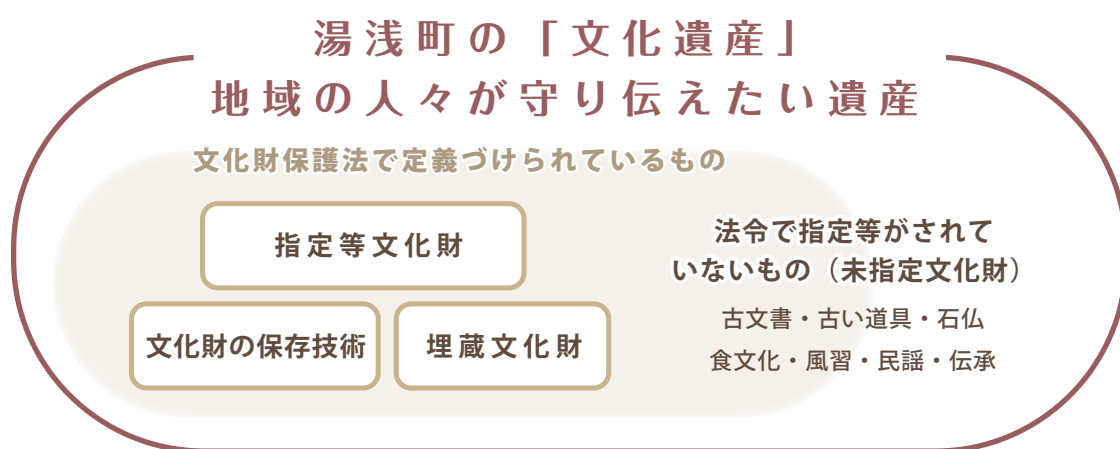 湯浅町の「文化遺産」
地域の人々が守り伝えたい遺産
文化財保護法で定義づけられているもの
指定等文化財
文化財の保存技術
埋蔵文化財
法令で指定等がされて
いないもの（未指定文化財）
古文書・古い道具・石仏
食文化・風習・民謡・伝承